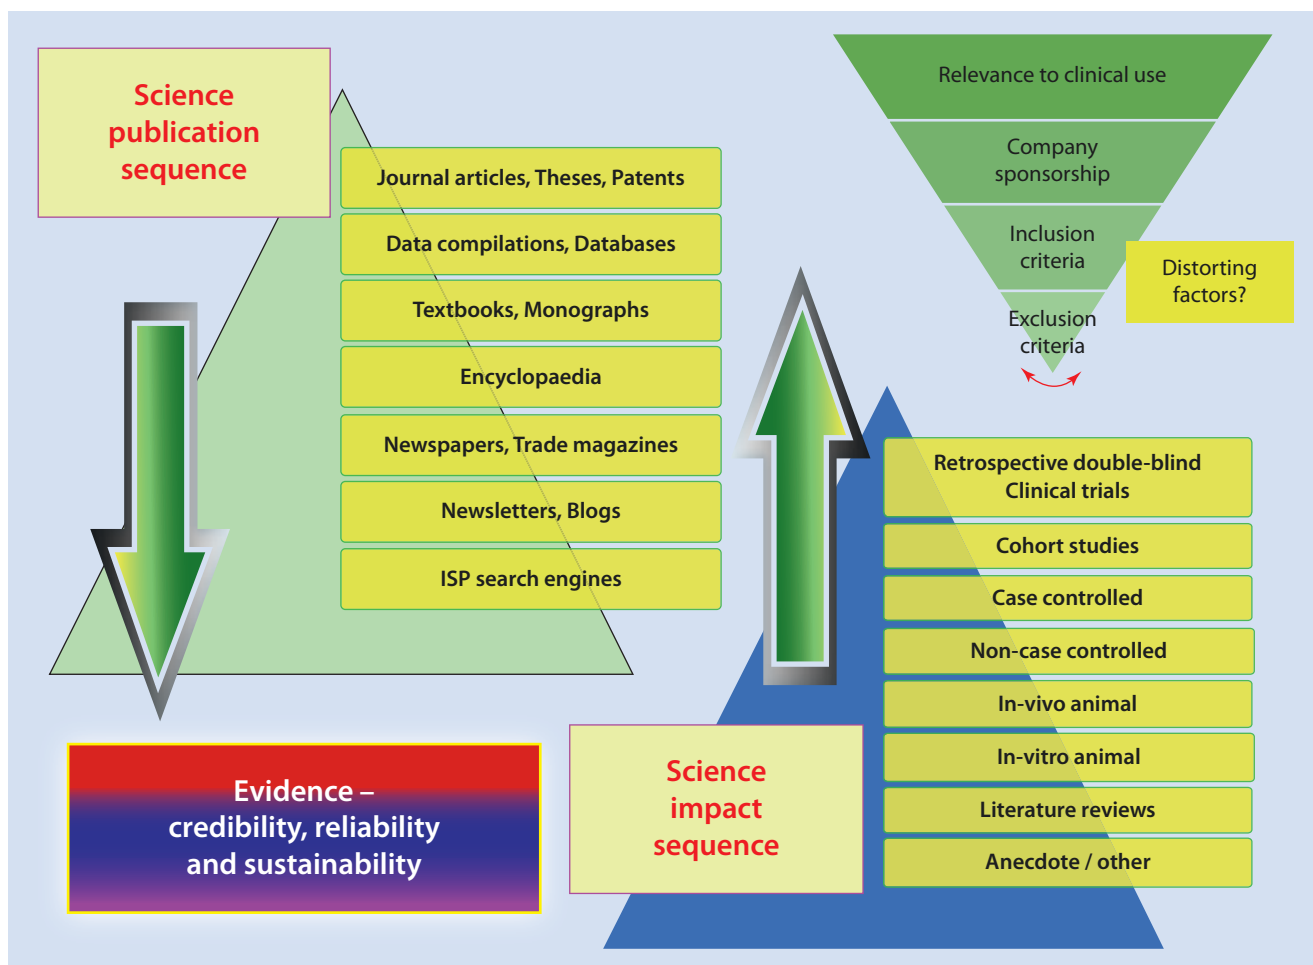 Science
publication
sequence
Journal articles, Theses, Patents
Data compilations, Databases
Textbooks, Monographs
Encyclopaedia
Newspapers, Trade magazines
Newsletters, Blogs
ISP search engines
Evidence –
credibility, reliability
and sustainability
Relevance to clinical use
Company
sponsorship
Inclusion
criteria
Exclusion
criteria
Distorting
factors?
Retrospective double-blind
Clinical trials
Cohort studies
Case controlled
Non-case controlled
In-vivo animal
In-vitro animal
Literature reviews
Anecdote / other
Science
impact
sequence